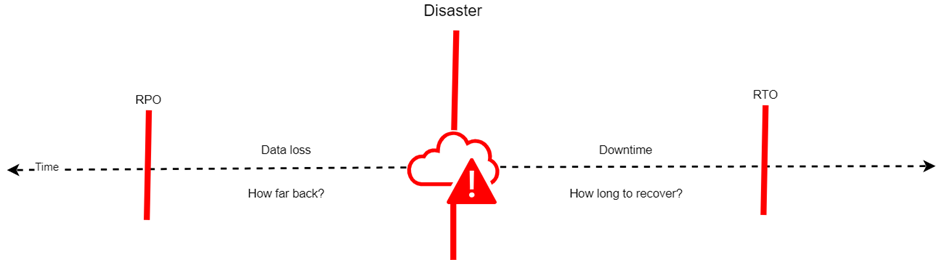 Disaster
RPO
RTO
Data loss
Downtime
Time
How far back?
How long to recover?